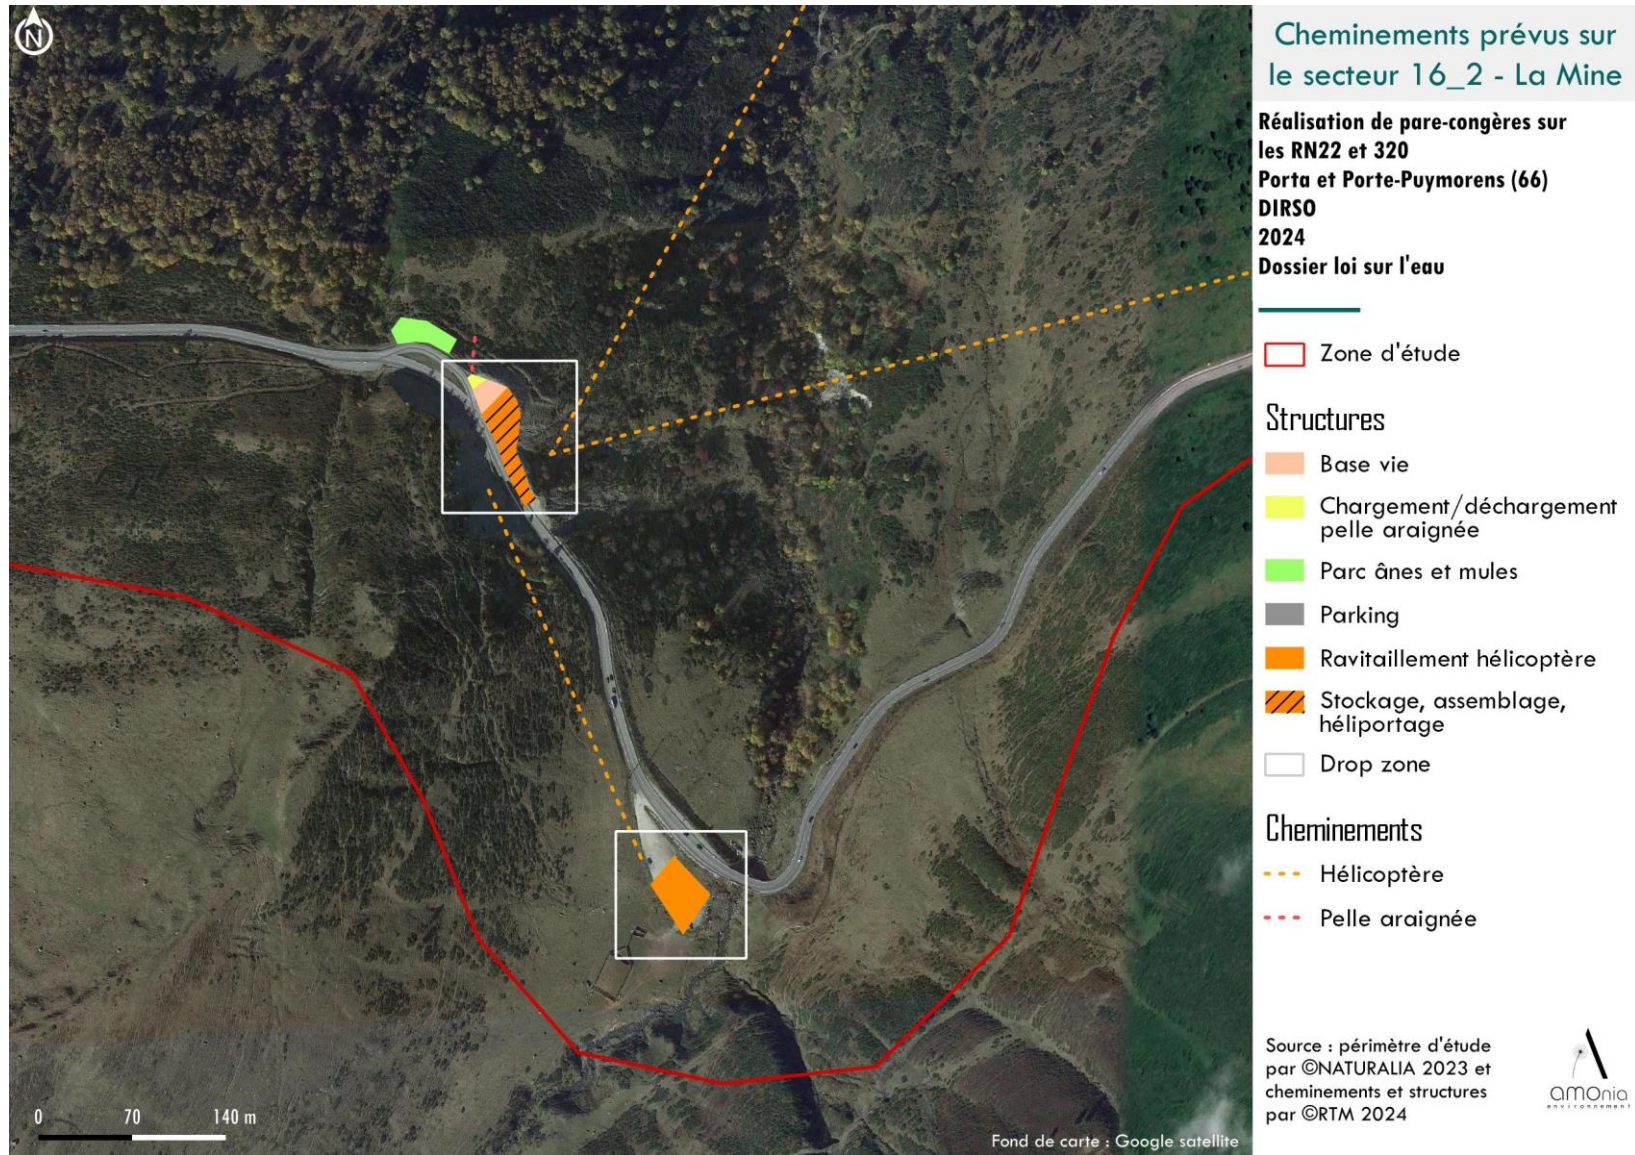 N
Cheminements prévus sur
le secteur 16_2 - La Mine
Réalisation de pare-congères sur
les RN22 et 320
Porta et Porte-Puymorens (66)
DIRSO
2024
Dossier loi sur l'eau
Zone d'étude
Structures
Base vie
Chargement/déchargement
pelle araignée
Parc ânes et mules
Parking
Ravitaillement hélicoptère
Stockage, assemblage,
héliportage
Drop zone
Cheminements
Hélicoptère
Pelle araignée
Source : périmètre d'étude
par ©NATURALIA 2023 et
cheminements et structures
par ©RTM 2024
amOnia
environnement
0 70 140 m
Fond de carte : Google satellite